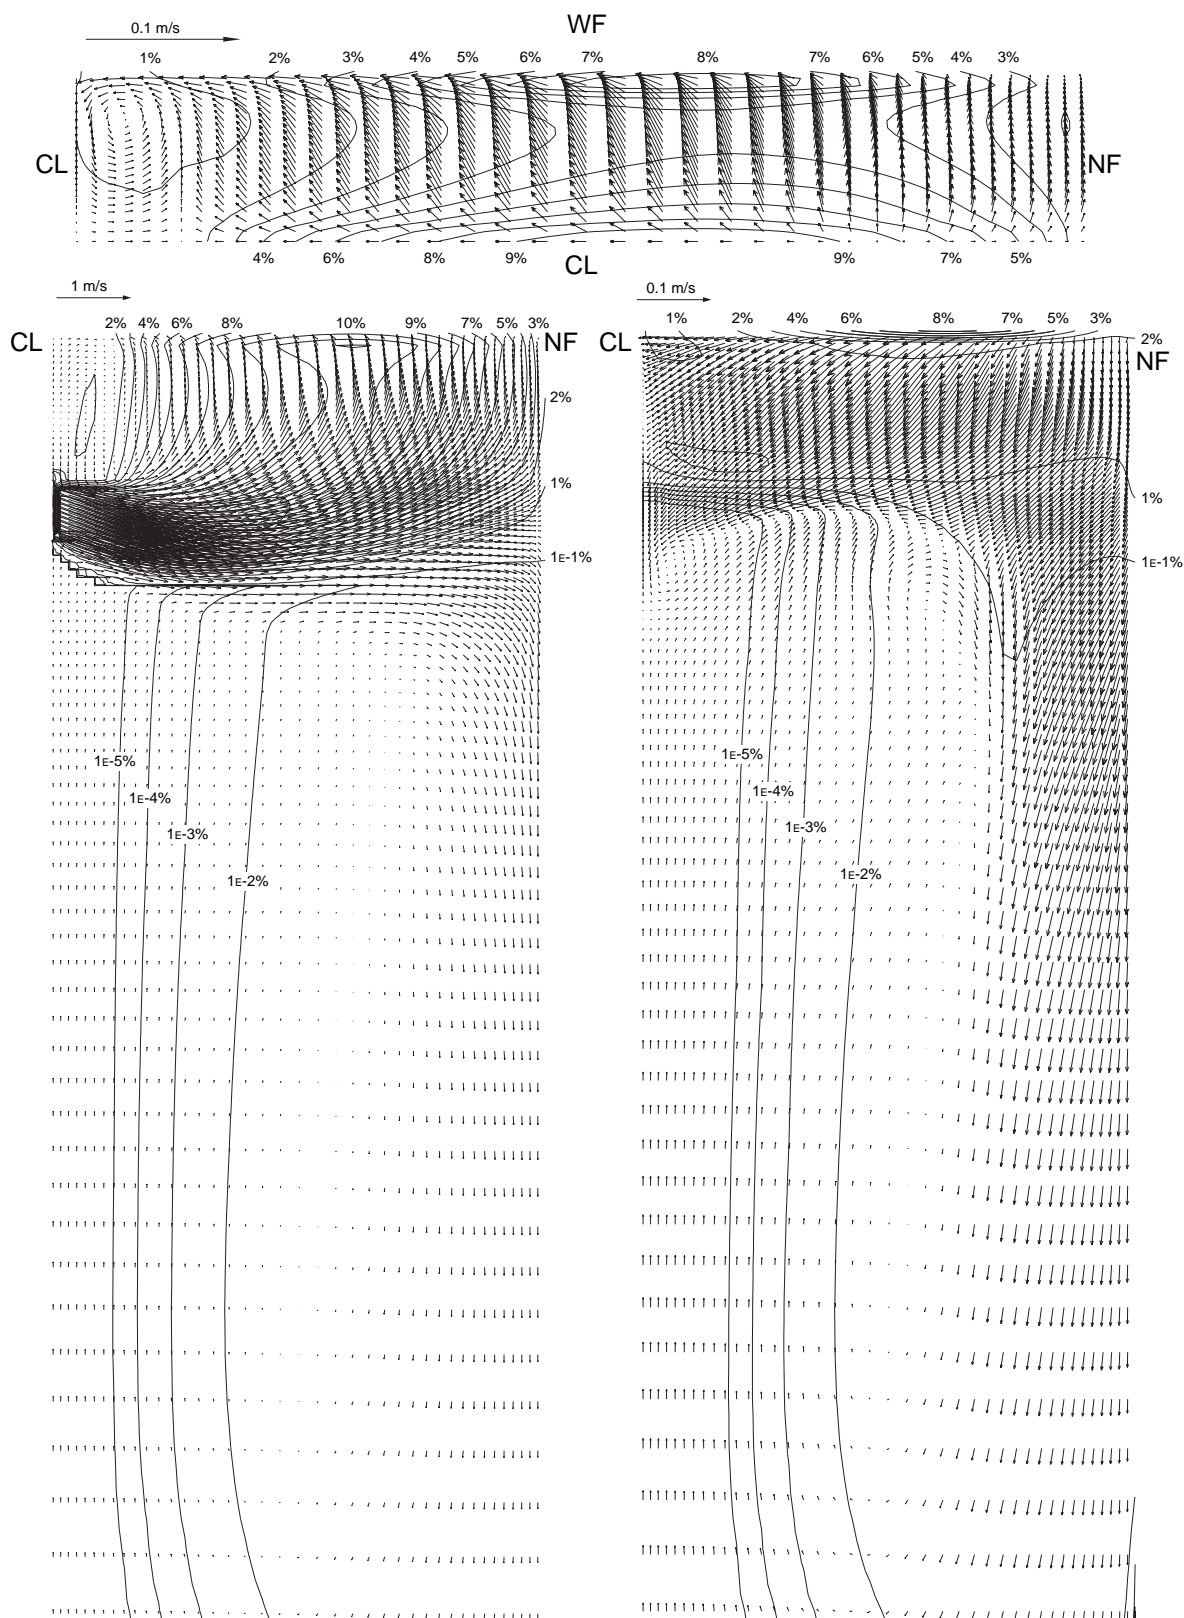 WF
0.1 m/s
1% 2% 3% 4% 5% 6% 7% 8% 7% 6% 5% 4% 3%
CL NF
4% 6% 8% 9% 9% 7% 5%
CL
1 m/s
2% 4% 6% 8% 10% 9% 7% 5% 3%
CL NF
2%
1%
1E-1%
1E-5%
1E-4%
1E-3%
1E-2%
0.1 m/s
1% 2% 4% 6% 8% 7% 5% 3%
CL 2%
NF
1%
1E-1%
1E-5%
1E-4%
1E-3%
1E-2%